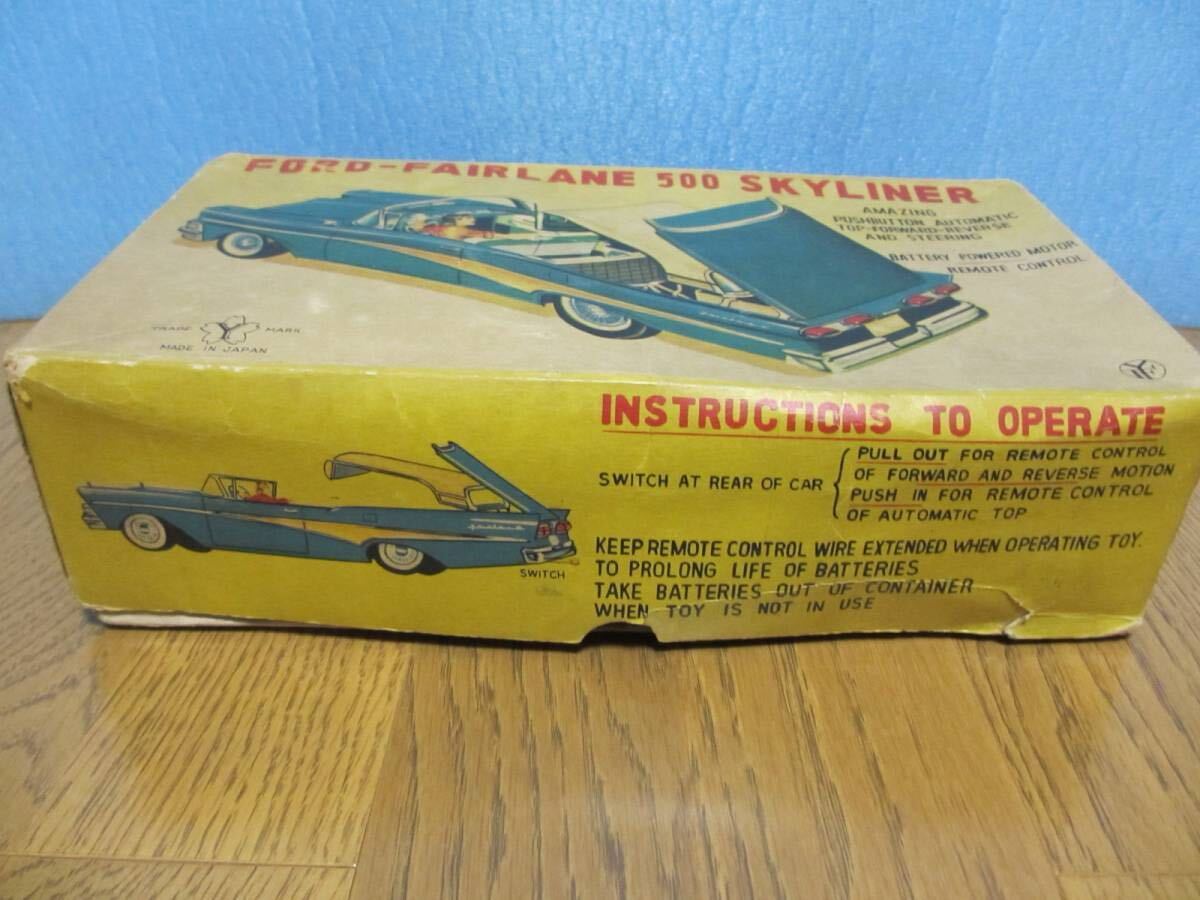 FORD-FAIRLANE 500 SKYLINER
AMAZING
PUSHBUTTON AUTOMATIC
TOP-FORWARD-REVERSE
AND STEERING
BATTERY POWERED MOTOR
REMOTE CONTROL
TRADE Y MARK
MADE IN JAPAN
INSTRUCTIONS TO OPERATE
SWITCH AT REAR OF CAR
PULL OUT FOR REMOTE CONTROL
OF FORWARD AND REVERSE MOTION
PUSH IN FOR REMOTE CONTROL
OF AUTOMATIC TOP
KEEP REMOTE CONTROL WIRE EXTENDED WHEN OPERATING TOY.
TO PROLONG LIFE OF BATTERIES
TAKE BATTERIES OUT OF CONTAINER
WHEN TOY IS NOT IN USE
SWITCH